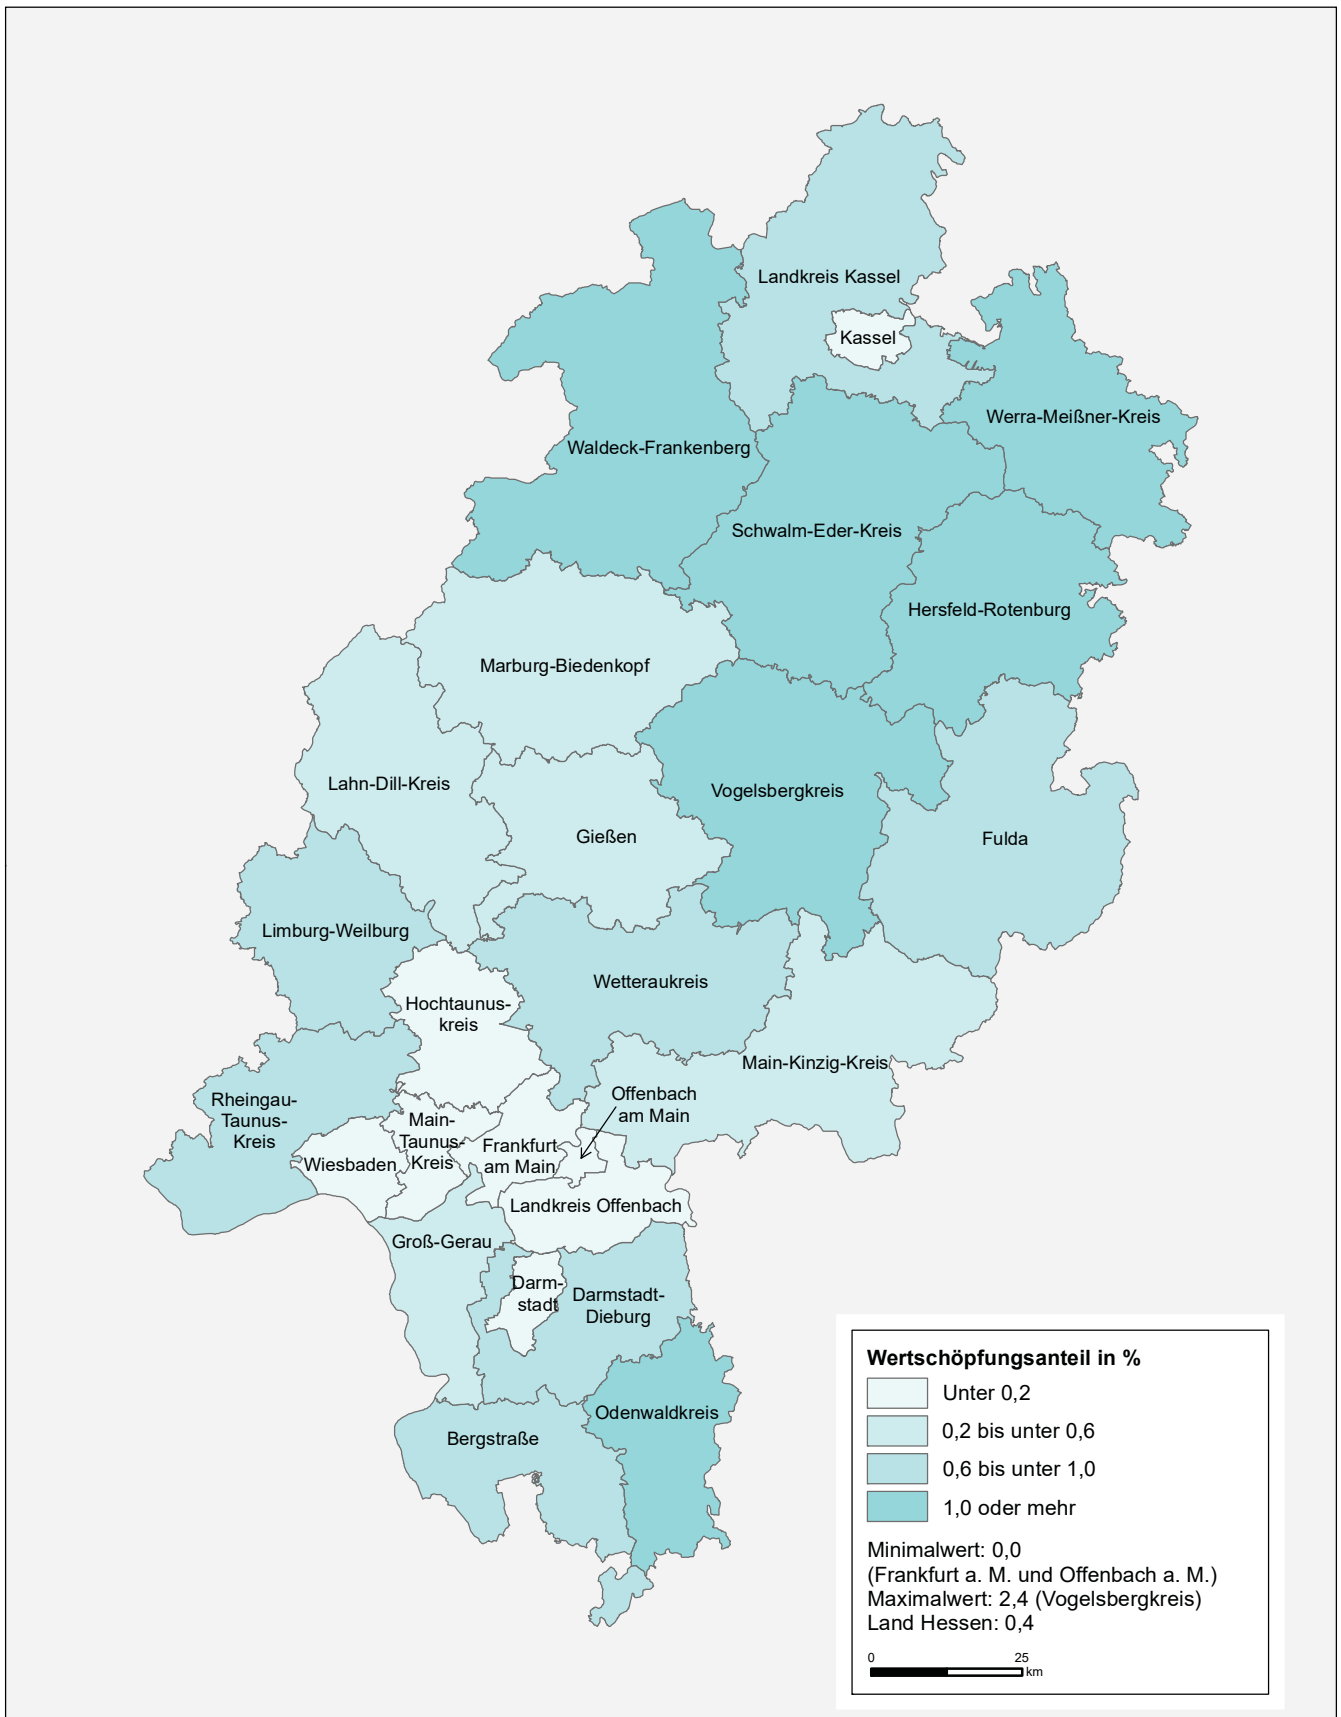 Landkreis Kassel
Kassel
Werra-Meißner-Kreis
Waldeck-Frankenberg
Schwalm-Eder-Kreis
Hersfeld-Rotenburg
Marburg-Biedenkopf
Lahn-Dill-Kreis
Vogelsbergkreis
Gießen
Fulda
Limburg-Weilburg
Wetteraukreis
Hochtaunus-
kreis
Main-Kinzig-Kreis
Offenbach
am Main
Rheingau-
Taunus-
Kreis
Main-
Taunus-
Kreis
Frankfurt
am Main
Wiesbaden
Landkreis Offenbach
Groß-Gerau
Darm-
stadt
Darmstadt-
Dieburg
Odenwaldkreis
Bergstraße
Wertschöpfungsanteil in %
Unter 0,2
0,2 bis unter 0,6
0,6 bis unter 1,0
1,0 oder mehr
Minimalwert: 0,0
(Frankfurt a. M. und Offenbach a. M.)
Maximalwert: 2,4 (Vogelsbergkreis)
Land Hessen: 0,4
0 25
km